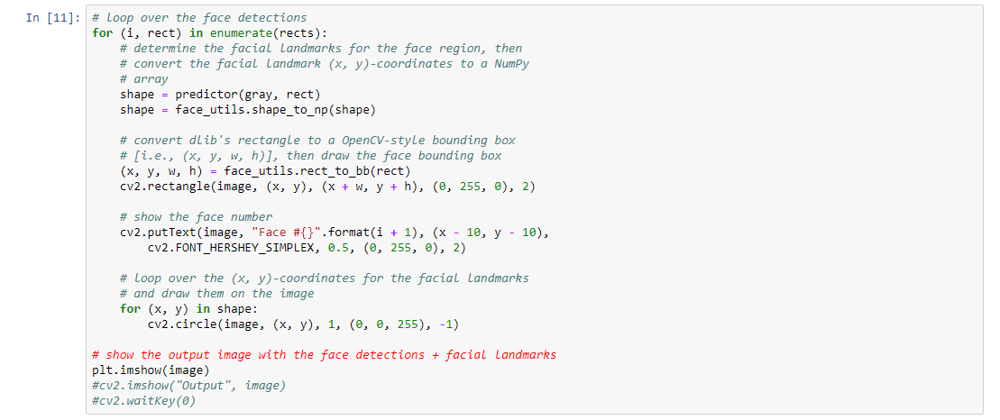 In [11]: # loop over the face detections
for (i, rect) in enumerate(rects):
    # determine the facial landmarks for the face region, then
    # convert the facial landmark (x, y)-coordinates to a NumPy
    # array
    shape = predictor(gray, rect)
    shape = face_utils.shape_to_np(shape)

    # convert dlib's rectangle to a OpenCV-style bounding box
    # [i.e., (x, y, w, h)], then draw the face bounding box
    (x, y, w, h) = face_utils.rect_to_bb(rect)
    cv2.rectangle(image, (x, y), (x + w, y + h), (0, 255, 0), 2)

    # show the face number
    cv2.putText(image, "Face #{}".format(i + 1), (x - 10, y - 10),
        cv2.FONT_HERSHEY_SIMPLEX, 0.5, (0, 255, 0), 2)

    # loop over the (x, y)-coordinates for the facial landmarks
    # and draw them on the image
    for (x, y) in shape:
        cv2.circle(image, (x, y), 1, (0, 0, 255), -1)

# show the output image with the face detections + facial landmarks
plt.imshow(image)
#cv2.imshow("Output", image)
#cv2.waitKey(0)